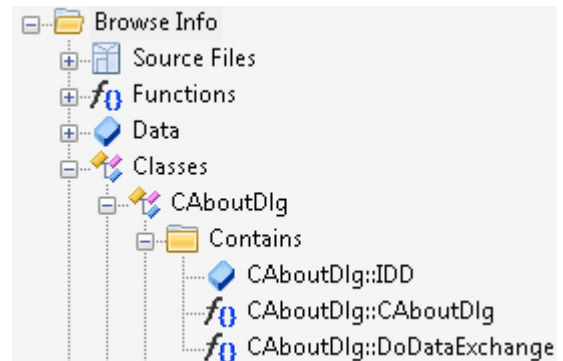 Browse Info
Source Files
Functions
Data
Classes
CAboutDlg
Contains
CAboutDlg::IDD
CAboutDlg::CAboutDlg
CAboutDlg::DoDataExchange